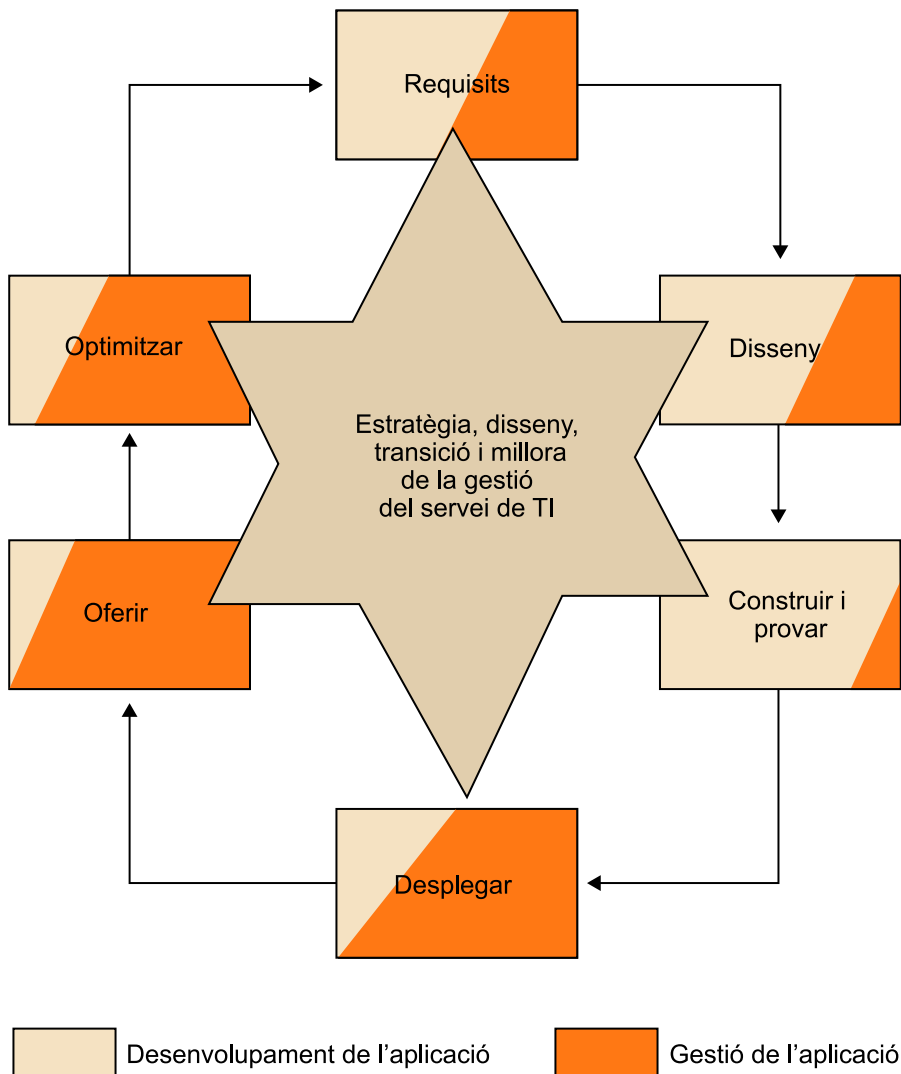 Requisits
Optimitzar
Disseny
Estratègia, disseny,
transició i millora
de la gestió
del servei de TI
Oferir
Construir i
provar
Desplegar
Desenvolupament de l’aplicació
Gestió de l’aplicació